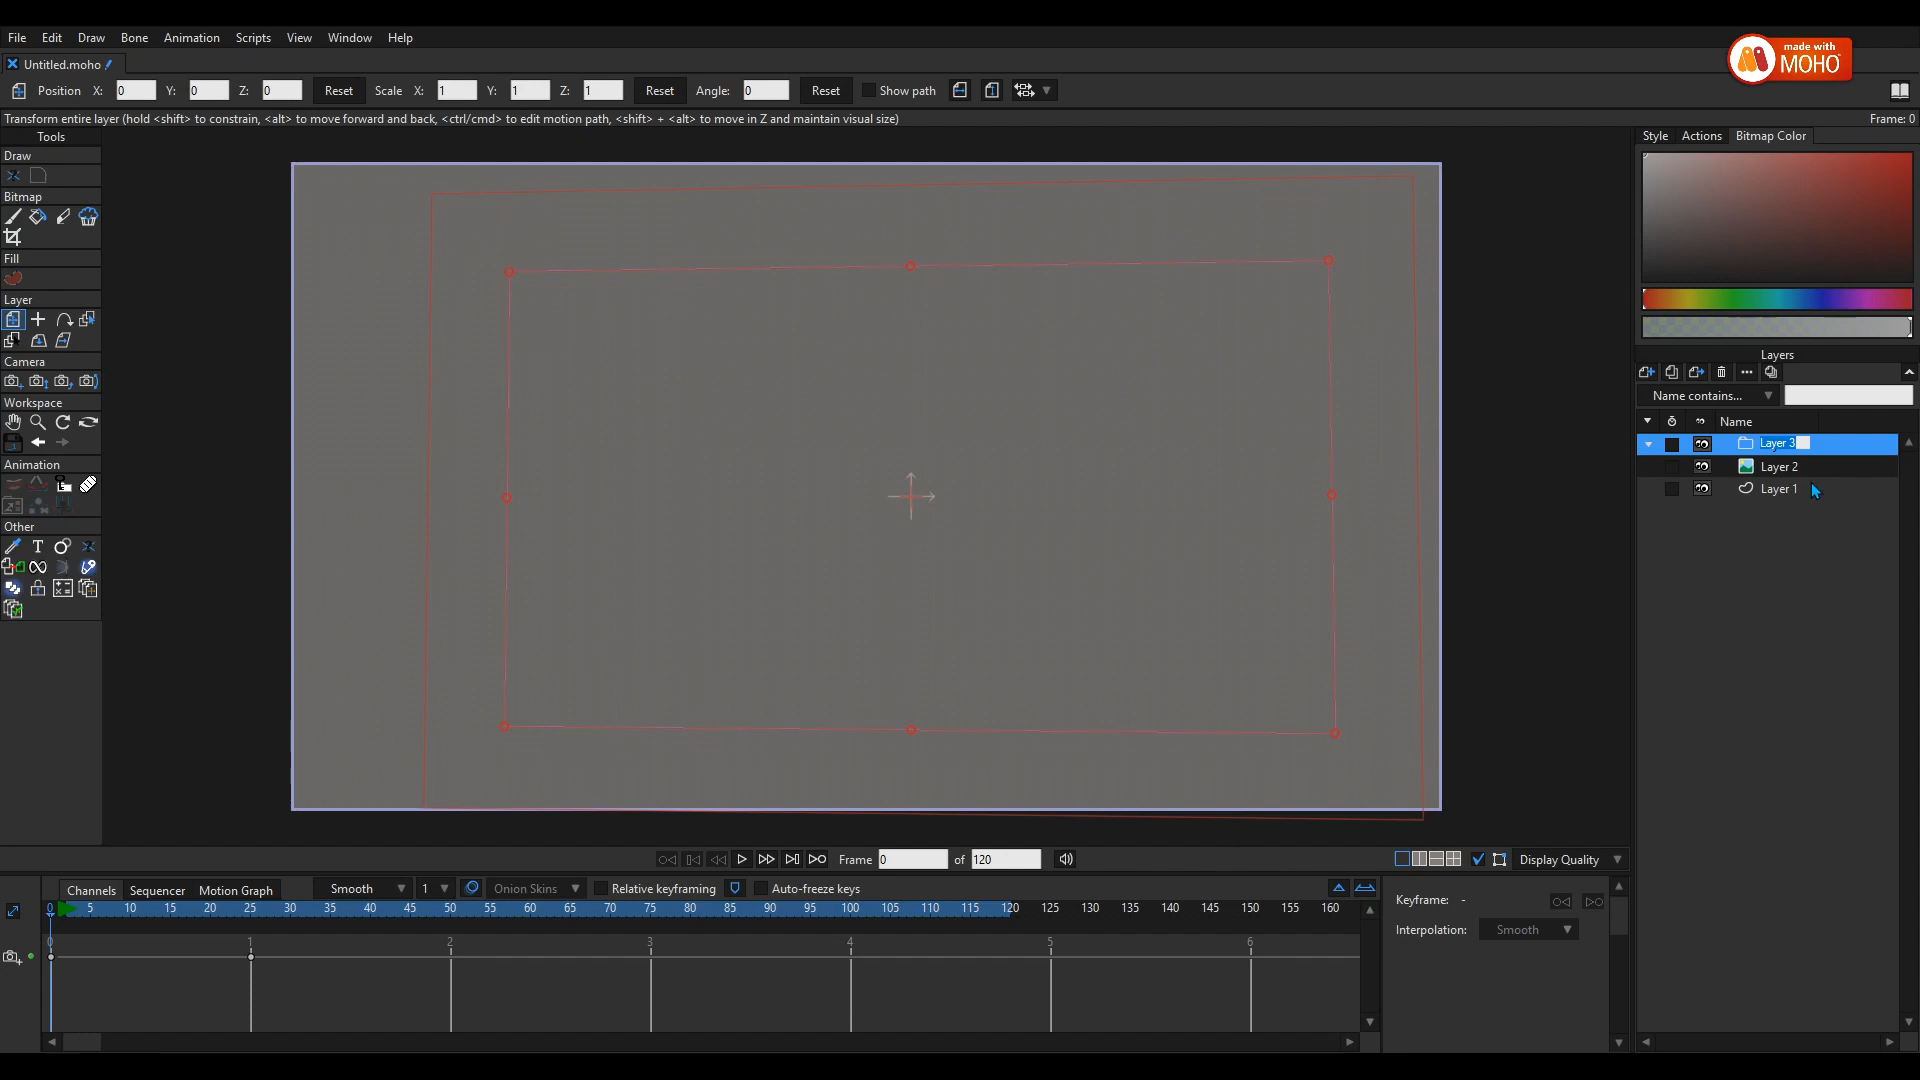 File Edit Draw Bone Animation Scripts View Window Help
made with
MOHO
Untitled.moho
Position X: 0 Y: 0 Z: 0 Reset Scale X: 1 Y: 1 Z: 1 Reset Angle: 0 Reset Show path
Transform entire layer (hold <shift> to constrain, <alt> to move forward and back, <ctrl/cmd> to edit motion path, <shift> + <alt> to move in Z and maintain visual size)
Frame: 0
Tools
Style Actions Bitmap Color
Draw
Bitmap
Fill
Layer
Camera
Workspace
Animation
Other
Layers
Name contains...
Name
Layer 3
Layer 2
Layer 1
Frame 0 of 120
Display Quality
Channels Sequencer Motion Graph Smooth 1 Onion Skins Relative keyframing Auto-freeze keys
0 5 10 15 20 25 30 35 40 45 50 55 60 65 70 75 80 85 90 95 100 105 110 115 120 125 130 135 140 145 150 155 160
0 1 2 3 4 5 6
Keyframe: -
Interpolation: Smooth